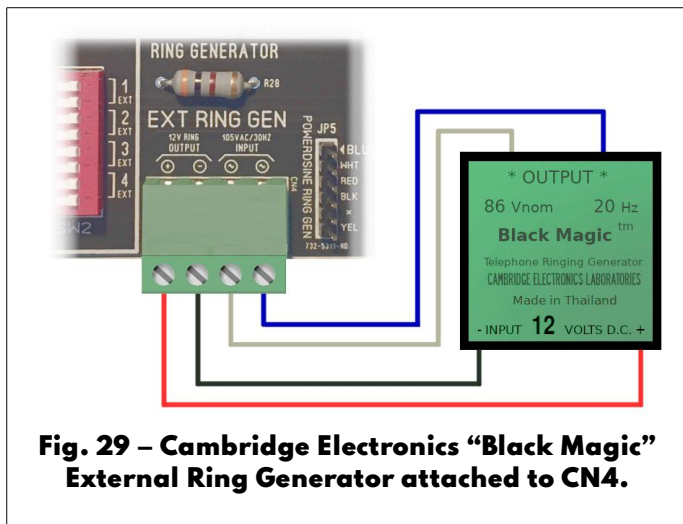 RING GENERATOR
R28
EXT RING GEN
12V RING 105VAC/30HZ
OUTPUT INPUT
+ - ~ ~
CN4
1
EXT
2
EXT
3
EXT
4
EXT
SW2
POWERDSINE RING GEN
JP5
◄BLU
WHT
RED
BLK
×
YEL
* OUTPUT *
86 Vnom 20 Hz
Black Magic tm
Telephone Ringing Generator
CAMBRIDGE ELECTRONICS LABORATORIES
Made in Thailand
- INPUT 12 VOLTS D.C. +
Fig. 29 – Cambridge Electronics “Black Magic”
External Ring Generator attached to CN4.